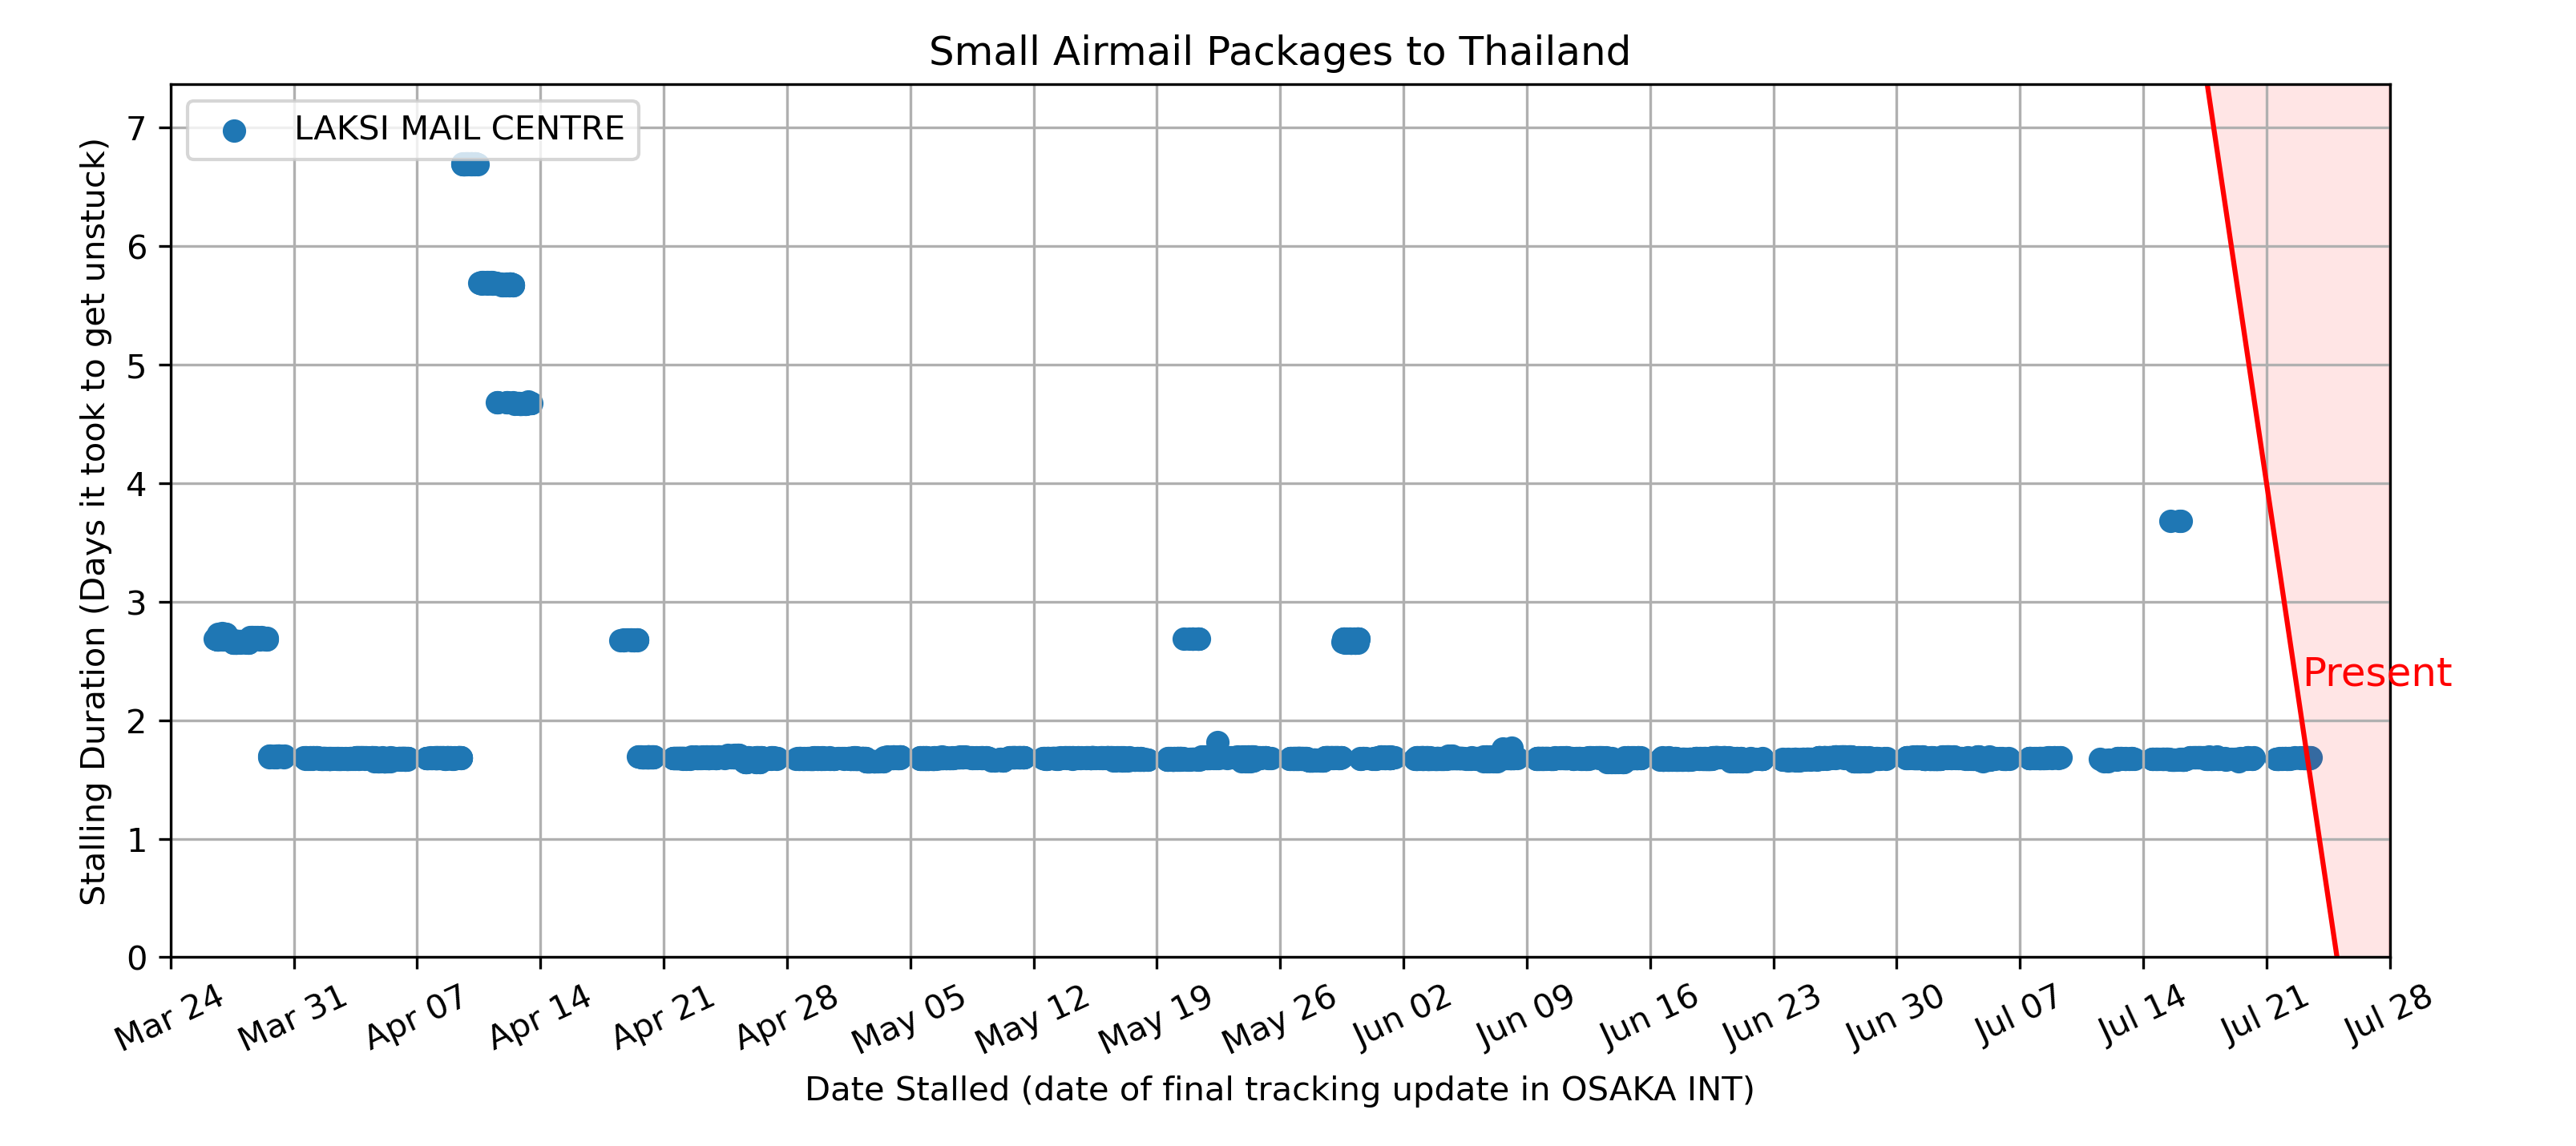 Small Airmail Packages to Thailand
LAKSI MAIL CENTRE
Stalling Duration (Days it took to get unstuck)
7
6
5
4
3
2
1
0
Present
Mar 24
Mar 31
Apr 07
Apr 14
Apr 21
Apr 28
May 05
May 12
May 19
May 26
Jun 02
Jun 09
Jun 16
Jun 23
Jun 30
Jul 07
Jul 14
Jul 21
Jul 28
Date Stalled (date of final tracking update in OSAKA INT)